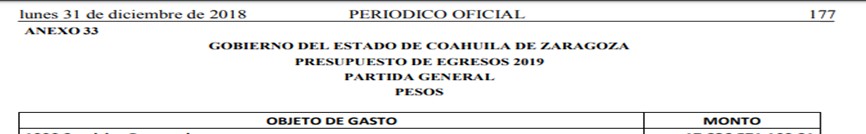 lunes 31 de diciembre de 2018 PERIODICO OFICIAL 177
ANEXO 33
GOBIERNO DEL ESTADO DE COAHUILA DE ZARAGOZA
PRESUPUESTO DE EGRESOS 2019
PARTIDA GENERAL
PESOS
OBJETO DE GASTO MONTO